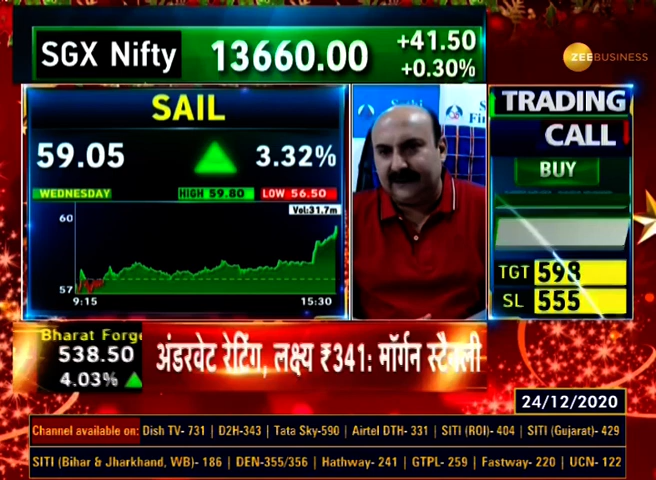 SGX Nifty 13660.00 +41.50
+0.30%
ZEEBUSINESS
SAIL
59.05 3.32%
WEDNESDAY HIGH 59.80 LOW 56.50
Vol:31.7m
60
57
9:15 15:30
TRADING
CALL
BUY
TGT 598
SL 555
Bharat Forge
538.50
4.03%
अंडरवेट रेटिंग, लक्ष्य ₹341: मॉर्गन स्टैनली
24/12/2020
Channel available on: Dish TV- 731 | D2H-343 | Tata Sky-590 | Airtel DTH- 331 | SITI (ROI)- 404 | SITI (Gujarat)- 429
SITI (Bihar & Jharkhand, WB)- 186 | DEN-355/356 | Hathway- 241 | GTPL- 259 | Fastway- 220 | UCN- 122